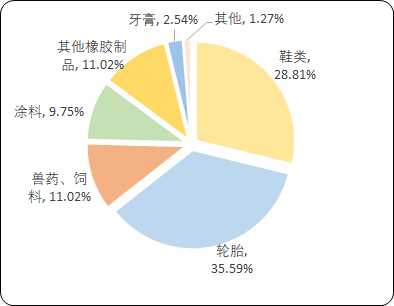 牙膏, 2.54%
其他, 1.27%
其他橡胶制
品, 11.02%
鞋类,
28.81%
涂料, 9.75%
兽药、饲
料, 11.02%
轮胎,
35.59%